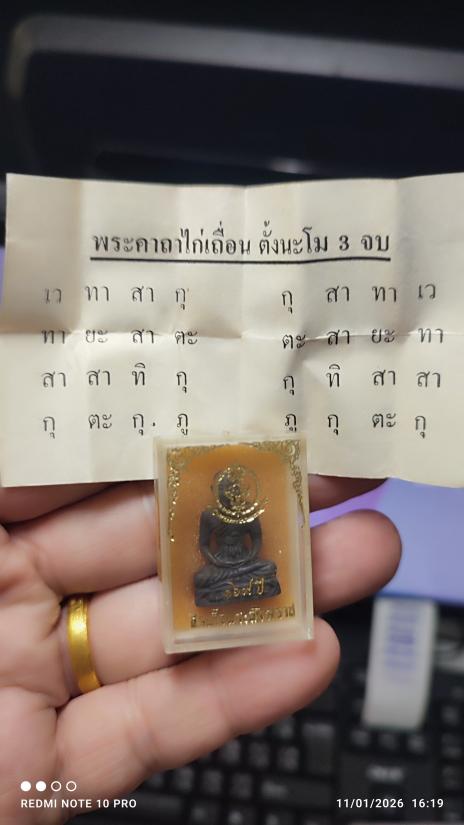 พระคาถาไก่เถื่อน ตั้งนะโม 3 จบ
เว ทา สา กุ กุ สา ทา เว
ทา ยะ สา ตะ ตะ สา ยะ ทา
สา สา ทิ กุ กุ ทิ สา สา
กุ ตะ กุ ภู ภู กุ ตะ กุ
ปี
REDMI NOTE 10 PRO
11/01/2026 16:19